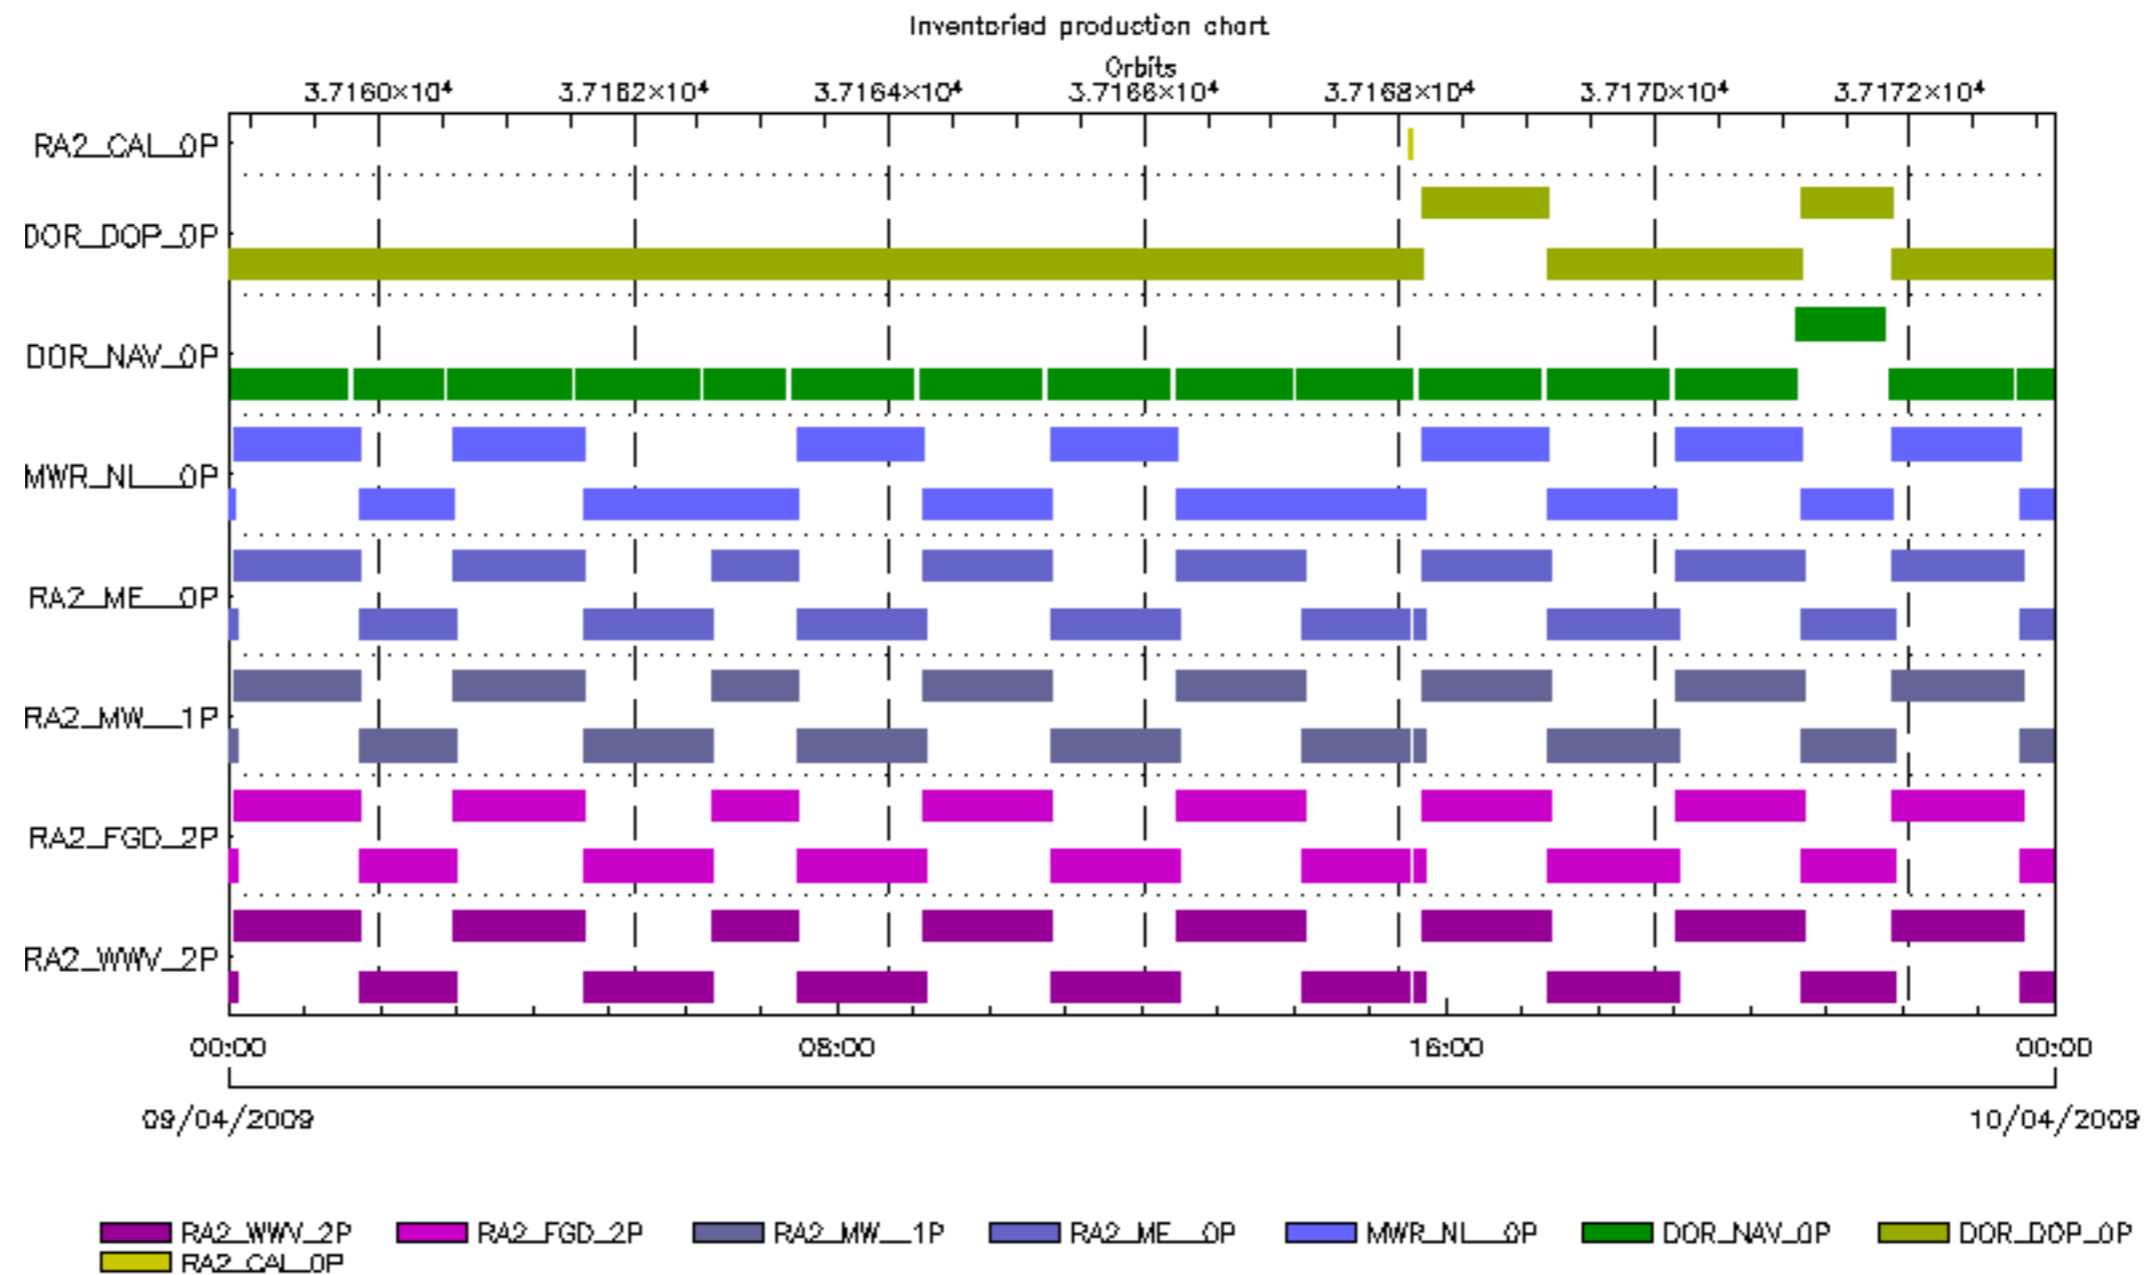 Inventoried production chart
Orbits
3.7160×10⁴ 3.7162×10⁴ 3.7164×10⁴ 3.7166×10⁴ 3.7168×10⁴ 3.7170×10⁴ 3.7172×10⁴
RA2_CAL_0P
DOR_DOP_0P
DOR_NAV_0P
MWR_NL__0P
RA2_ME__0P
RA2_MW__1P
RA2_FGD_2P
RA2_WWV_2P
00:00 08:00 16:00 00:00
09/04/2009 10/04/2009
RA2_WWV_2P RA2_FGD_2P RA2_MW__1P RA2_ME__0P MWR_NL__0P DOR_NAV_0P DOR_DOP_0P
RA2_CAL_0P